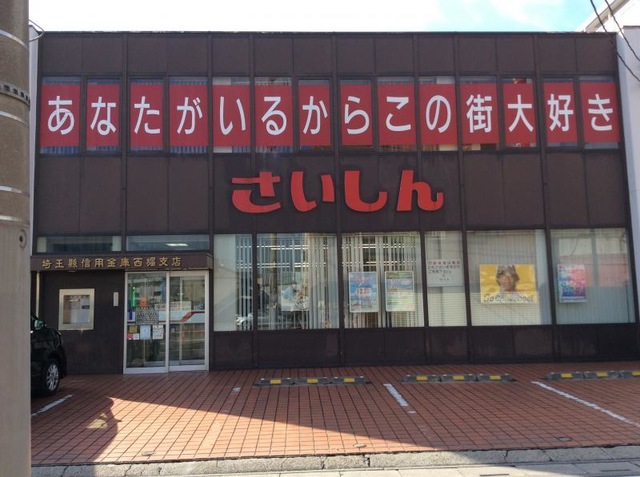 あなたがいるからこの街大好き
さいしん
埼玉縣信用金庫西堀支店